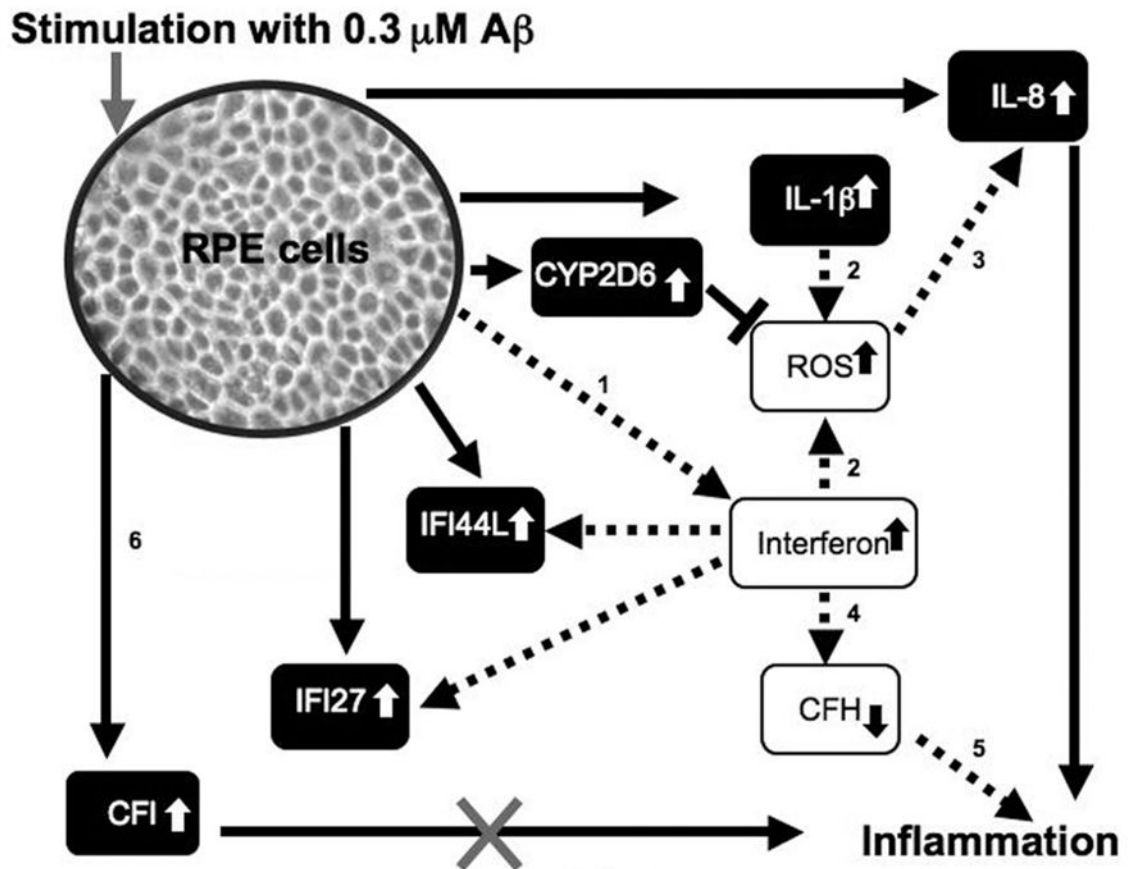 Stimulation with 0.3 µM Aβ
IL-8
IL-1β
RPE cells
CYP2D6
2
3
ROS
1
2
IFI44L
Interferon
6
4
IFI27
CFH
5
CFI
Inflammation